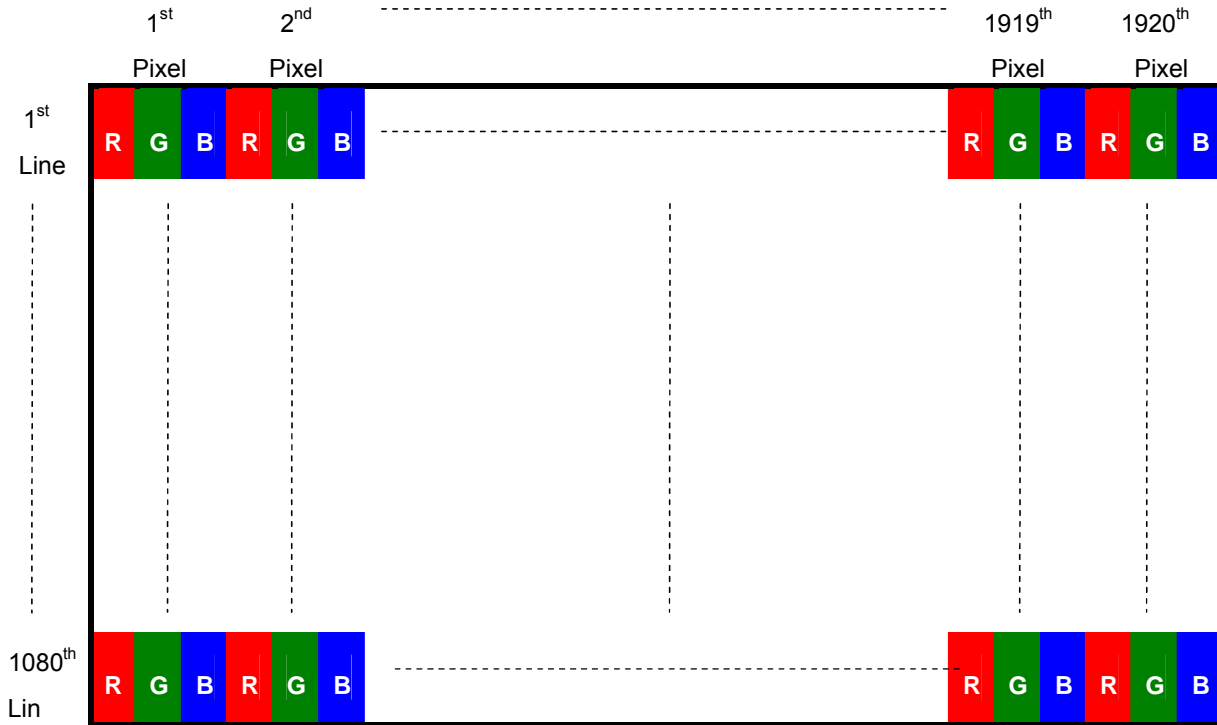 1st 2nd 1919th 1920th
Pixel Pixel Pixel Pixel
1st
Line
R G B R G B R G B R G B
1080th
Lin
R G B R G B R G B R G B